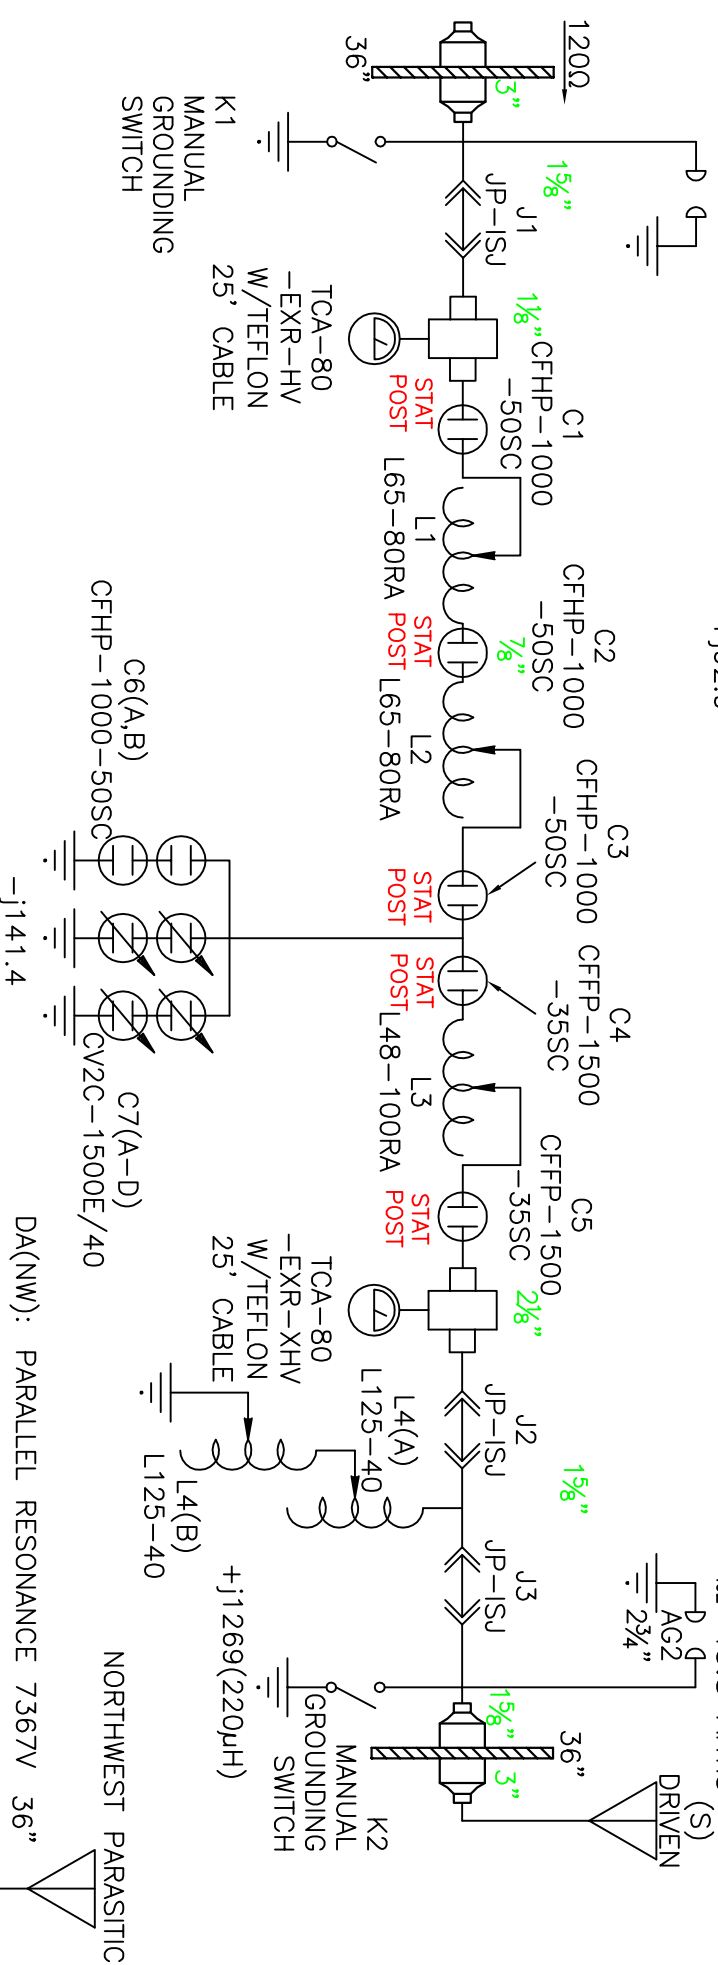 120Ω
36"
3"
K1
MANUAL
GROUNDING
SWITCH
1⅝"
J1
JP-ISJ
1⅛"
TCA-80
-EXR-HV
W/TEFLON
25' CABLE
C1
CFHP-1000
-50SC
STAT
POST
L1
L65-80RA
C2
CFHP-1000
-50SC
⅞"
STAT
POST
L2
L65-80RA
C3
CFHP-1000
-50SC
STAT
POST
C4
CFFP-1500
-35SC
STAT
POST
L3
L48-100RA
C5
CFFP-1500
-35SC
STAT
POST
C6(A,B)
CFHP-1000-50SC
-j141.4
C7(A-D)
CV2C-1500E/40
2⅛"
TCA-80
-EXR-XHV
W/TEFLON
25' CABLE
J2
JP-ISJ
1⅝"
L4(A)
L125-40
L4(B)
L125-40
+j1269(220μH)
J3
JP-ISJ
AG2
2¾"
K2
MANUAL
GROUNDING
SWITCH
1⅝"
36"
3"
(S)
DRIVEN
NORTHWEST PARASITIC
DA(NW): PARALLEL RESONANCE 7367V 36"